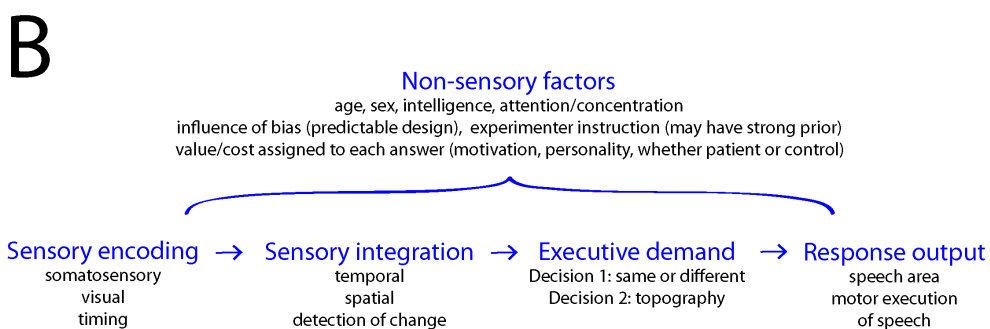 B
Non-sensory factors
age, sex, intelligence, attention/concentration
influence of bias (predictable design), experimenter instruction (may have strong prior)
value/cost assigned to each answer (motivation, personality, whether patient or control)
Sensory encoding → Sensory integration → Executive demand → Response output
somatosensory temporal Decision 1: same or different speech area
visual spatial Decision 2: topography motor execution
timing detection of change of speech